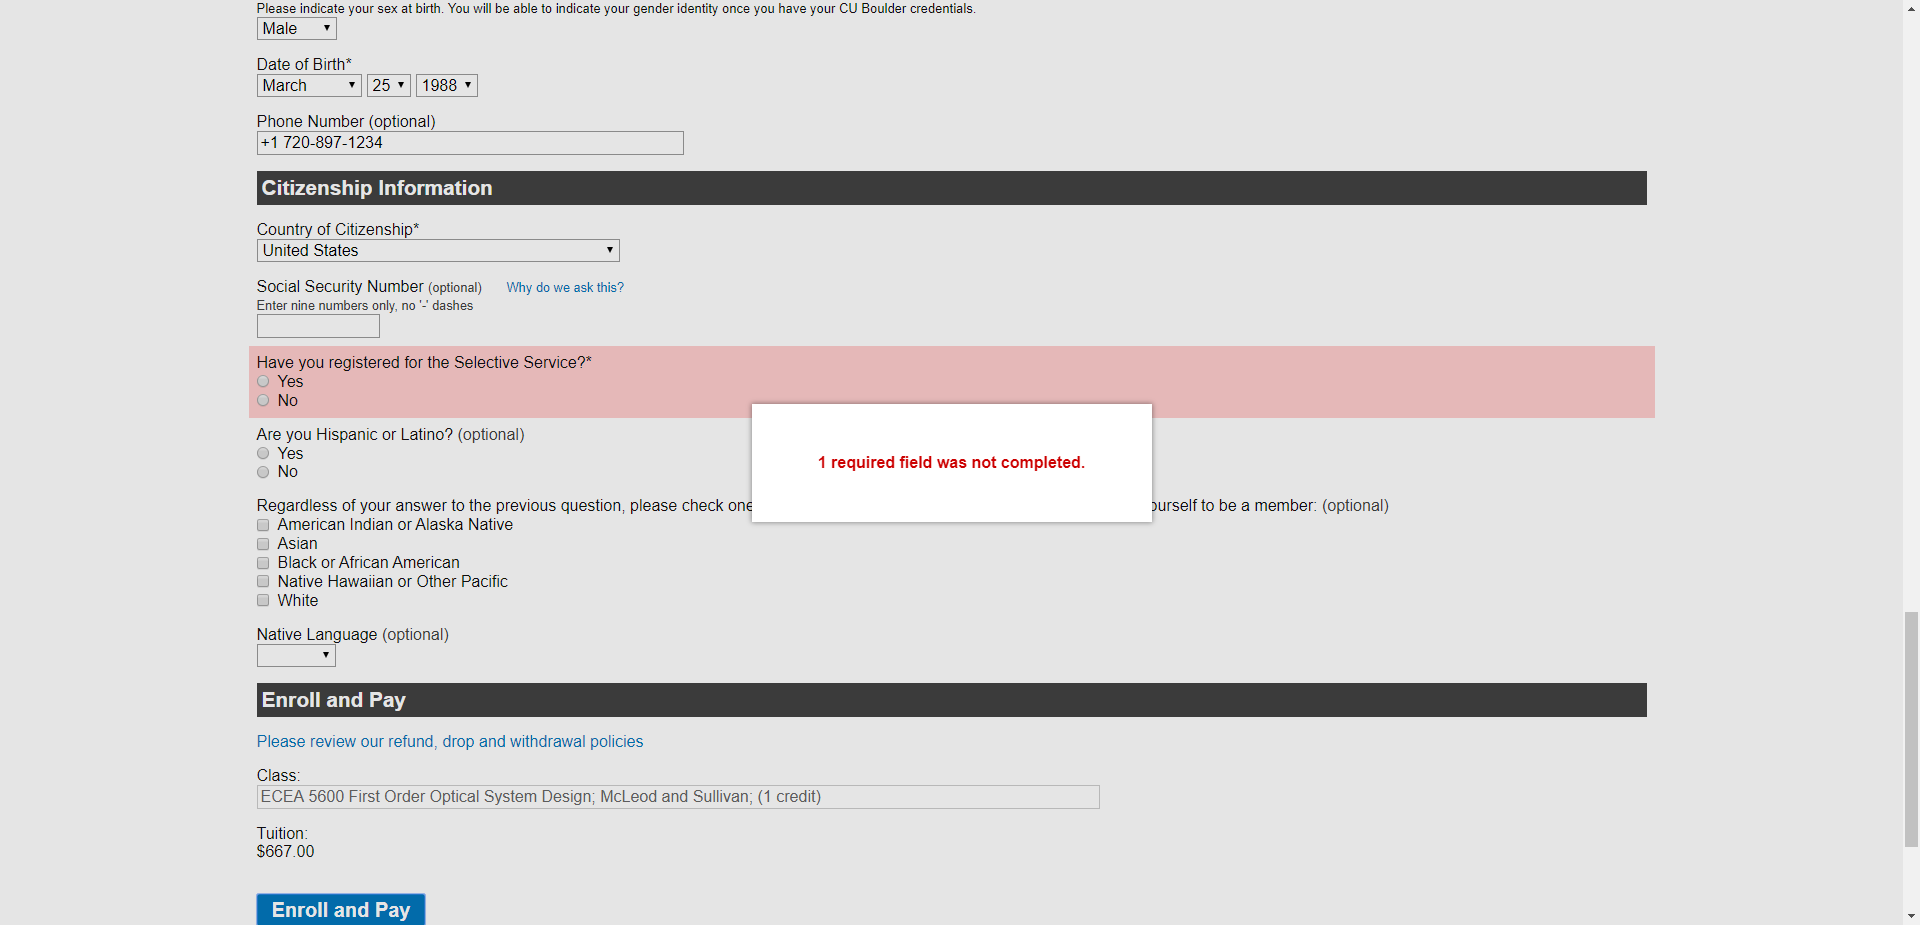 Please indicate your sex at birth. You will be able to indicate your gender identity once you have your CU Boulder credentials.
Male
Date of Birth*
March 25 1988
Phone Number (optional)
+1 720-897-1234
Citizenship Information
Country of Citizenship*
United States
Social Security Number (optional) Why do we ask this?
Enter nine numbers only, no '-' dashes
Have you registered for the Selective Service?*
Yes
No
Are you Hispanic or Latino? (optional)
Yes
No
1 required field was not completed.
Regardless of your answer to the previous question, please check one ourself to be a member: (optional)
American Indian or Alaska Native
Asian
Black or African American
Native Hawaiian or Other Pacific
White
Native Language (optional)
Enroll and Pay
Please review our refund, drop and withdrawal policies
Class:
ECEA 5600 First Order Optical System Design; McLeod and Sullivan; (1 credit)
Tuition:
$667.00
Enroll and Pay